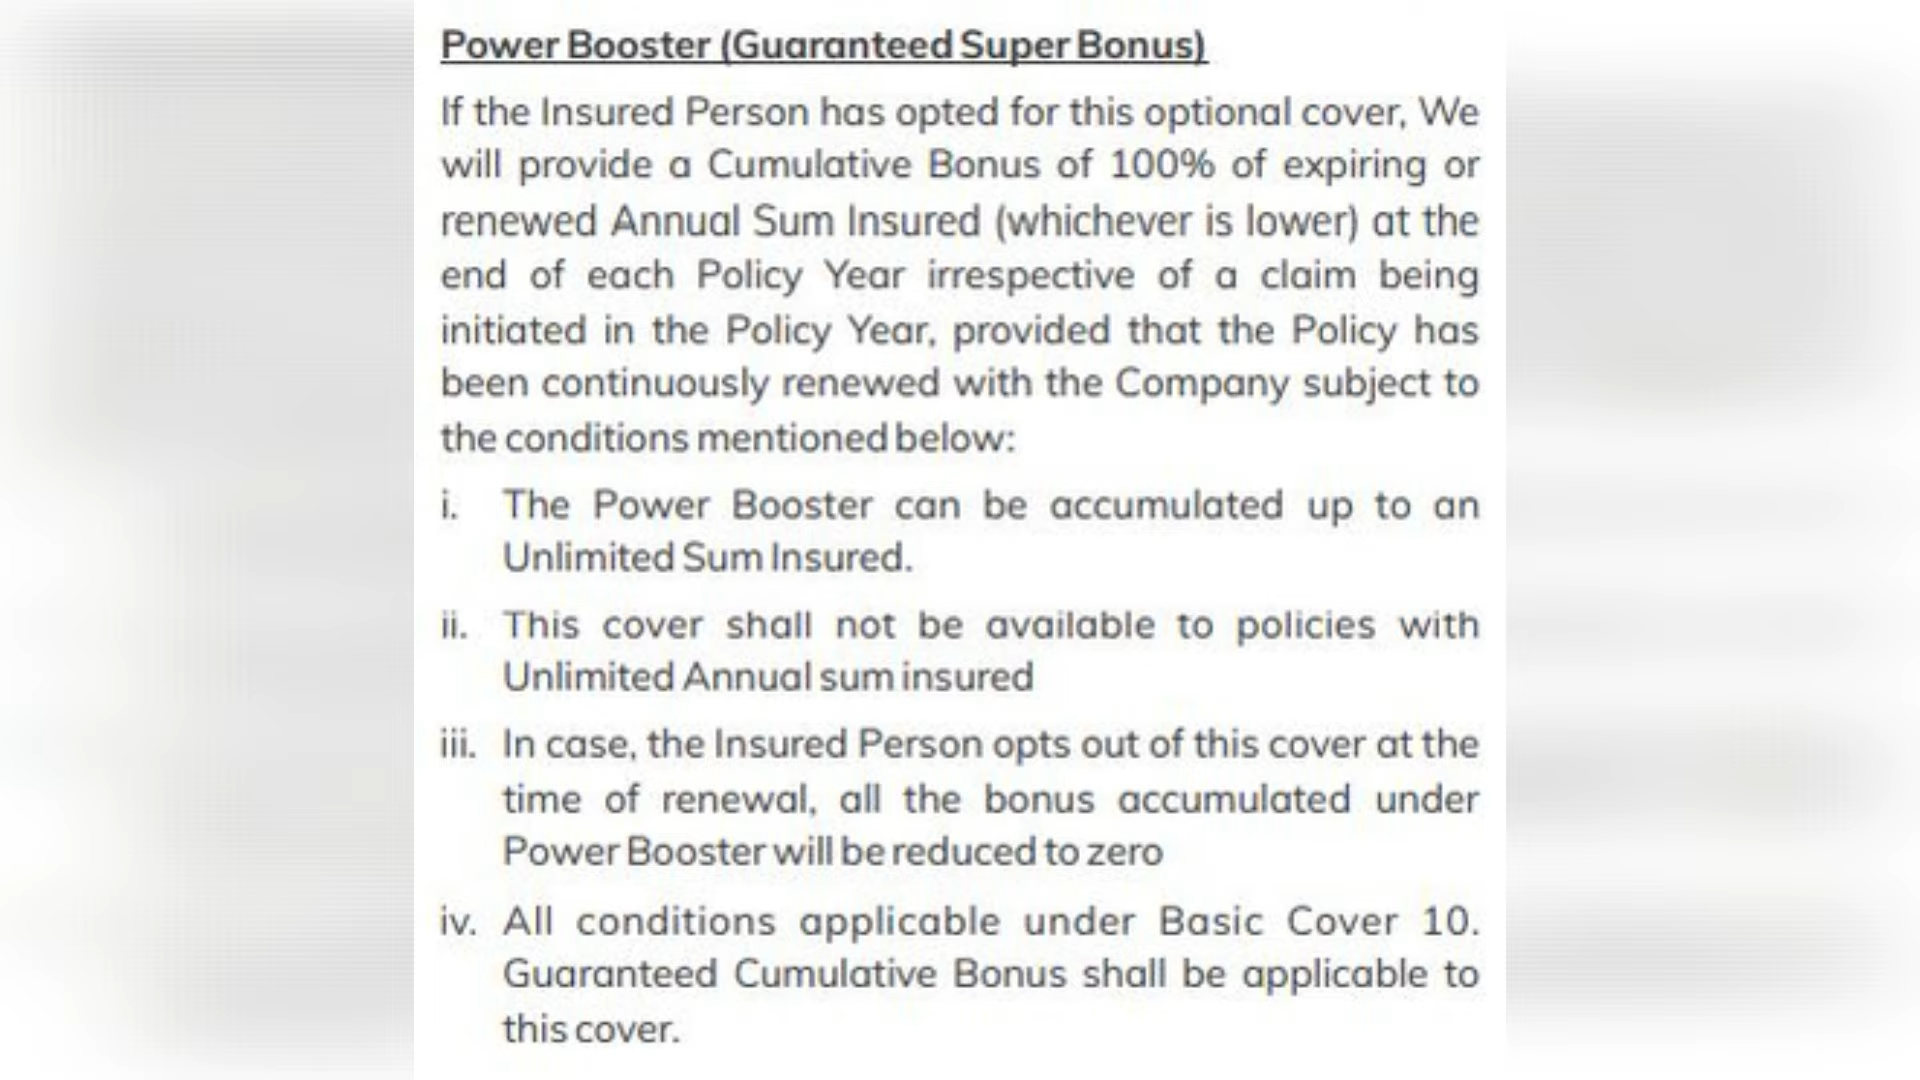 Power Booster (Guaranteed Super Bonus)
If the Insured Person has opted for this optional cover, We
will provide a Cumulative Bonus of 100% of expiring or
renewed Annual Sum Insured (whichever is lower) at the
end of each Policy Year irrespective of a claim being
initiated in the Policy Year, provided that the Policy has
been continuously renewed with the Company subject to
the conditions mentioned below:
i. The Power Booster can be accumulated up to an
Unlimited Sum Insured.
ii. This cover shall not be available to policies with
Unlimited Annual sum insured
iii. In case, the Insured Person opts out of this cover at the
time of renewal, all the bonus accumulated under
Power Booster will be reduced to zero
iv. All conditions applicable under Basic Cover 10.
Guaranteed Cumulative Bonus shall be applicable to
this cover.